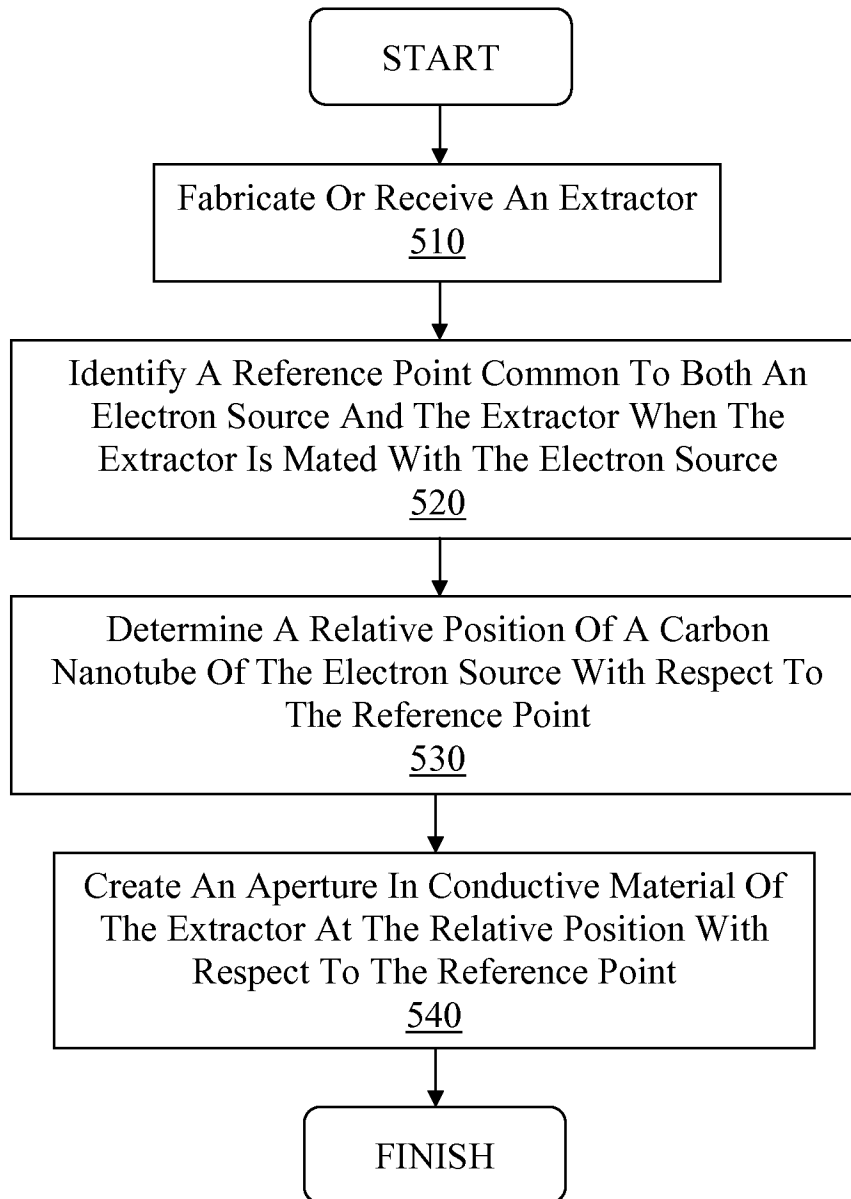 START
Fabricate Or Receive An Extractor
510
Identify A Reference Point Common To Both An
Electron Source And The Extractor When The
Extractor Is Mated With The Electron Source
520
Determine A Relative Position Of A Carbon
Nanotube Of The Electron Source With Respect To
The Reference Point
530
Create An Aperture In Conductive Material Of
The Extractor At The Relative Position With
Respect To The Reference Point
540
FINISH